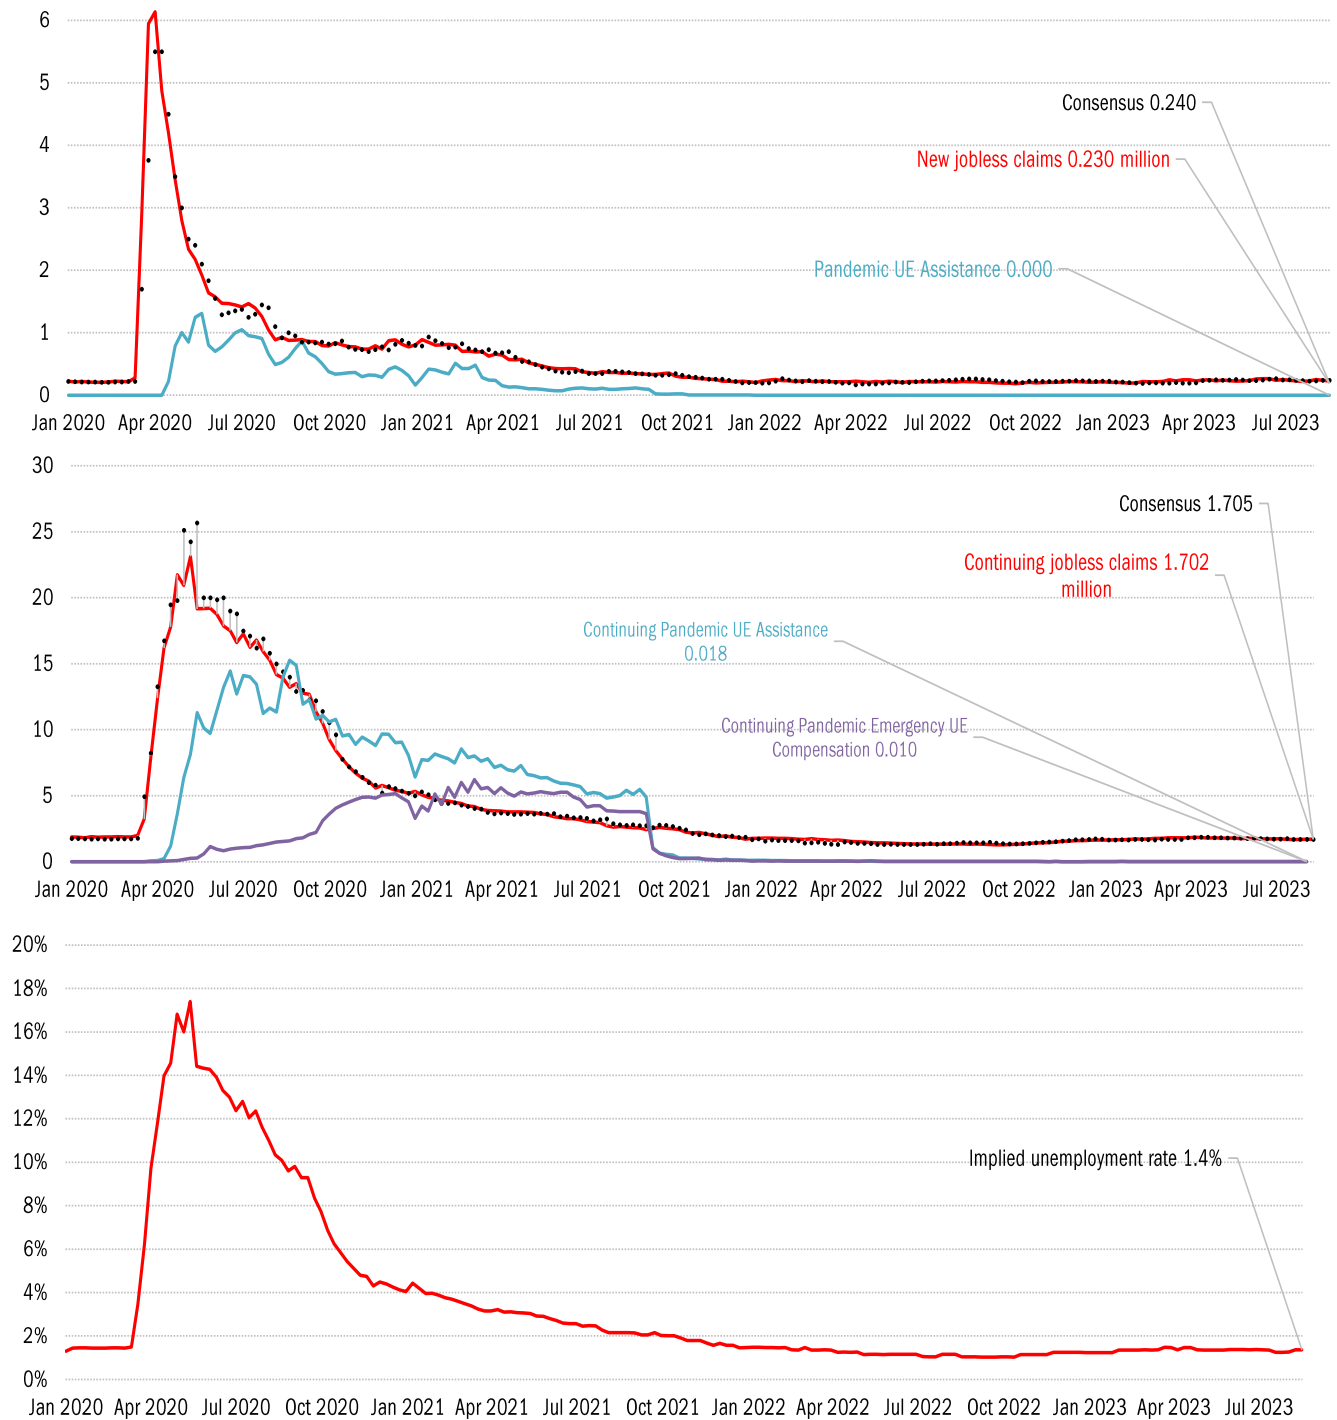 6
5
4
3
2
1
0
Consensus 0.240
New jobless claims 0.230 million
Pandemic UE Assistance 0.000
Jan 2020 Apr 2020 Jul 2020 Oct 2020 Jan 2021 Apr 2021 Jul 2021 Oct 2021 Jan 2022 Apr 2022 Jul 2022 Oct 2022 Jan 2023 Apr 2023 Jul 2023
30
25
20
15
10
5
0
Consensus 1.705
Continuing jobless claims 1.702
million
Continuing Pandemic UE Assistance
0.018
Continuing Pandemic Emergency UE
Compensation 0.010
Jan 2020 Apr 2020 Jul 2020 Oct 2020 Jan 2021 Apr 2021 Jul 2021 Oct 2021 Jan 2022 Apr 2022 Jul 2022 Oct 2022 Jan 2023 Apr 2023 Jul 2023
20%
18%
16%
14%
12%
10%
8%
6%
4%
2%
0%
Implied unemployment rate 1.4%
Jan 2020 Apr 2020 Jul 2020 Oct 2020 Jan 2021 Apr 2021 Jul 2021 Oct 2021 Jan 2022 Apr 2022 Jul 2022 Oct 2022 Jan 2023 Apr 2023 Jul 2023